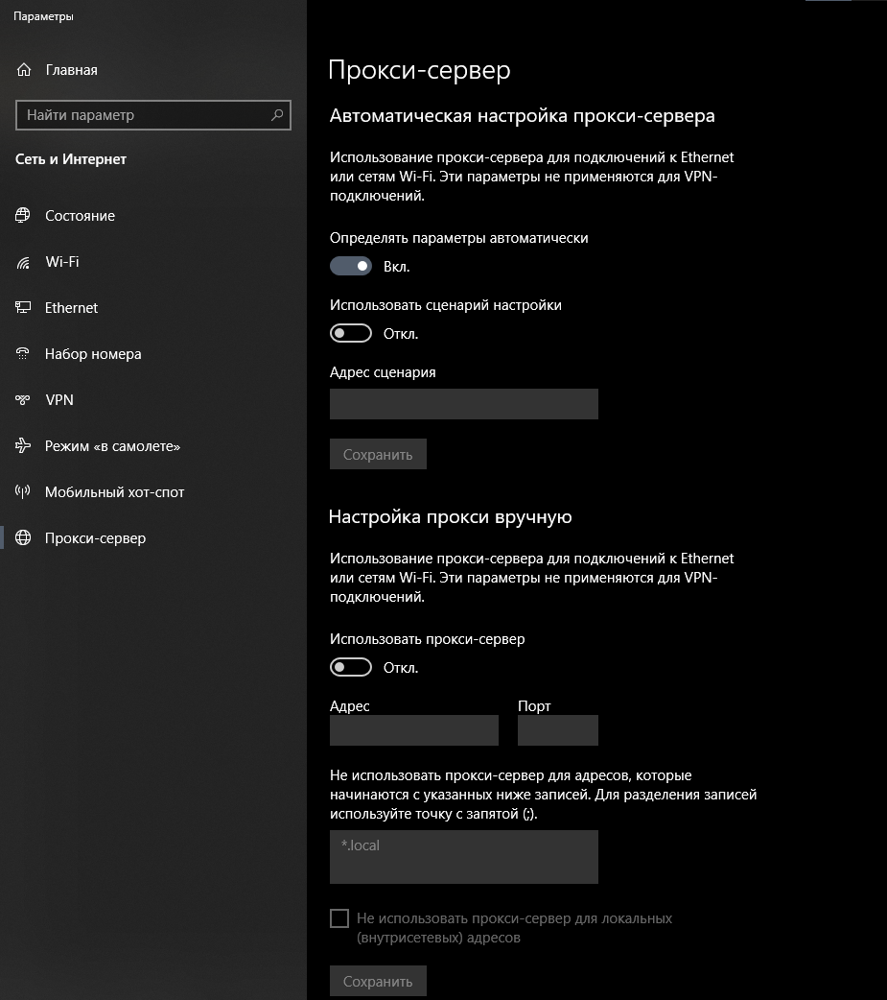 Параметры
Главная
Найти параметр
Сеть и Интернет
Состояние
Wi-Fi
Ethernet
Набор номера
VPN
Режим «в самолете»
Мобильный хот-спот
Прокси-сервер
Прокси-сервер
Автоматическая настройка прокси-сервера
Использование прокси-сервера для подключений к Ethernet
или сетям Wi-Fi. Эти параметры не применяются для VPN-
подключений.
Определять параметры автоматически
Вкл.
Использовать сценарий настройки
Откл.
Адрес сценария
Сохранить
Настройка прокси вручную
Использование прокси-сервера для подключений к Ethernet
или сетям Wi-Fi. Эти параметры не применяются для VPN-
подключений.
Использовать прокси-сервер
Откл.
Адрес Порт
Не использовать прокси-сервер для адресов, которые
начинаются с указанных ниже записей. Для разделения записей
используйте точку с запятой (;).
*.local
Не использовать прокси-сервер для локальных
(внутрисетевых) адресов
Сохранить